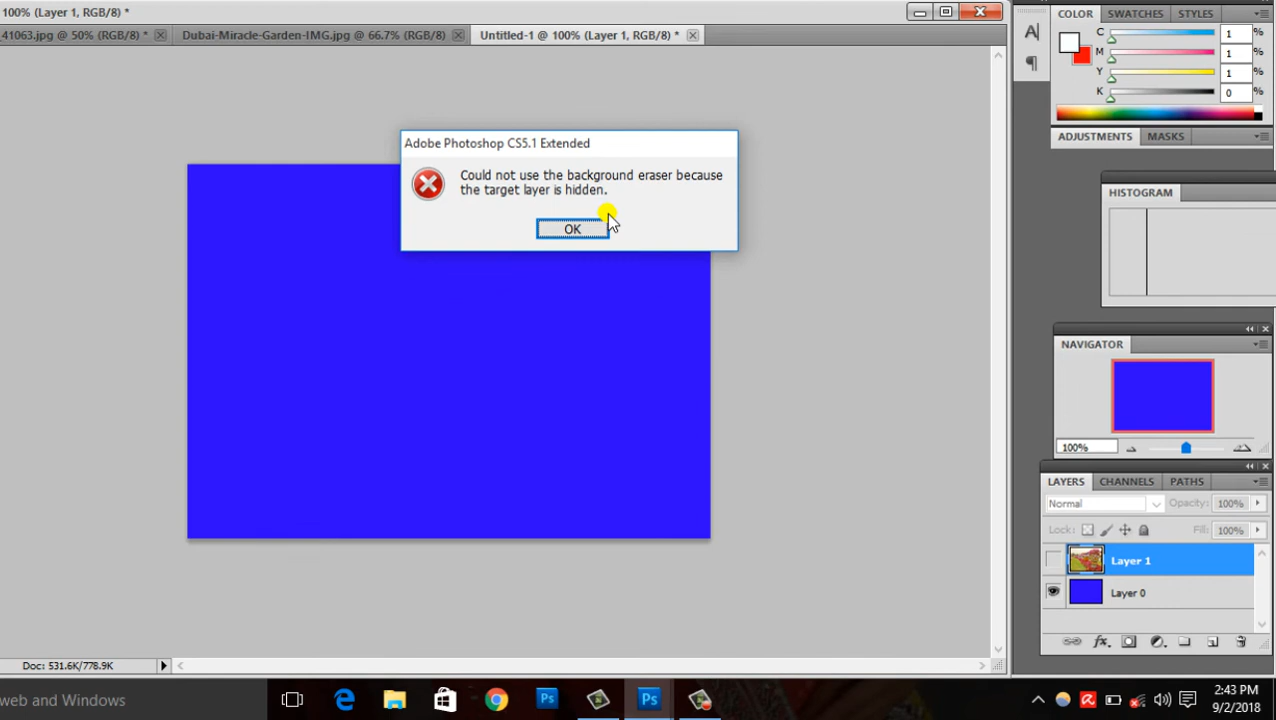 100% (Layer 1, RGB/8) *
_41063.jpg @ 50% (RGB/8) *
Dubai-Miracle-Garden-IMG.jpg @ 66.7% (RGB/8)
Untitled-1 @ 100% (Layer 1, RGB/8) *
Adobe Photoshop CS5.1 Extended
Could not use the background eraser because
the target layer is hidden.
OK
A
¶
COLOR SWATCHES STYLES
C 1 %
M 1 %
Y 1 %
K 0 %
ADJUSTMENTS MASKS
HISTOGRAM
NAVIGATOR
100%
LAYERS CHANNELS PATHS
Normal Opacity: 100%
Lock: Fill: 100%
Layer 1
Layer 0
fx.
Doc: 531.6K/778.9K
web and Windows
Ps
Ps
2:43 PM
9/2/2018